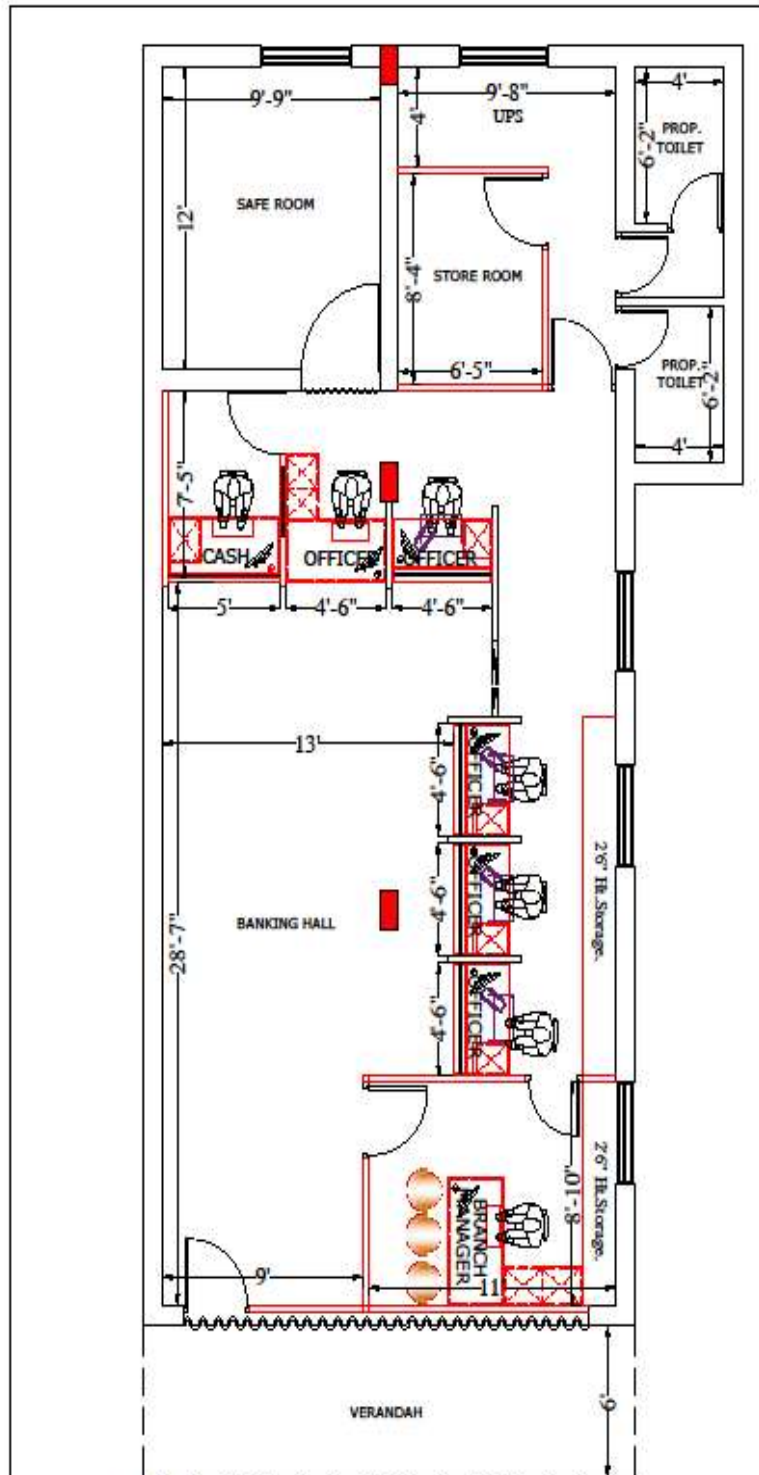 9'-9"
9'-8"
4'
4'
UPS
PROP.
TOILET
6'-2"
12'
SAFE ROOM
STORE ROOM
8'-4"
6'-5"
PROP.
TOILET
6'-2"
4'
7'-5"
CASH
OFFICER
OFFICER
5'
4'-6"
4'-6"
13'
4'-6"
OFFICER
4'-6"
OFFICER
4'-6"
OFFICER
2'6" Ht.Storage.
BANKING HALL
28'-7"
8'-10"
2'6" Ht.Storage.
BRANCH
MANAGER
9'
11
VERANDAH